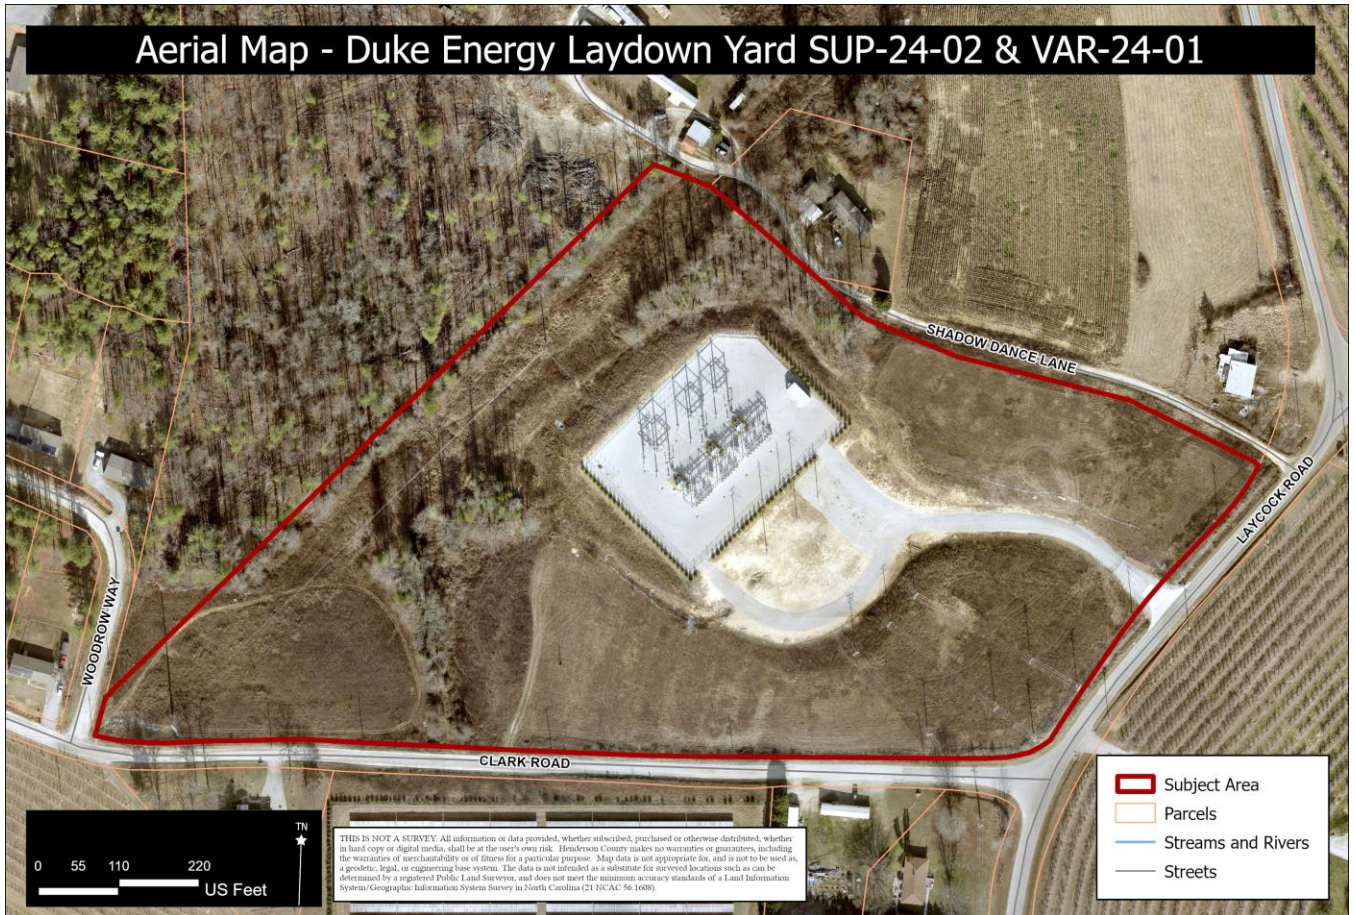 Aerial Map - Duke Energy Laydown Yard SUP-24-02 & VAR-24-01
SHADOW DANCE LANE
LAYCOCK ROAD
WOODROW WAY
CLARK ROAD
Subject Area
Parcels
Streams and Rivers
Streets
TN
0 55 110 220
US Feet
THIS IS NOT A SURVEY. All information or data provided, whether subscribed, purchased or otherwise distributed, whether
in hard copy or digital media, shall be at the user's own risk. Henderson County makes no warranties or guarantees, including
the warranties of merchantability or of fitness for a particular purpose. Map data is not appropriate for, and is not to be used as,
a geodetic, legal, or engineering base system. The data is not intended as a substitute for surveyed locations such as can be
determined by a registered Public Land Surveyor, and does not meet the minimum accuracy standards of a Land Information
System/Geographic Information System Survey in North Carolina (21 NCAC 56.1608).